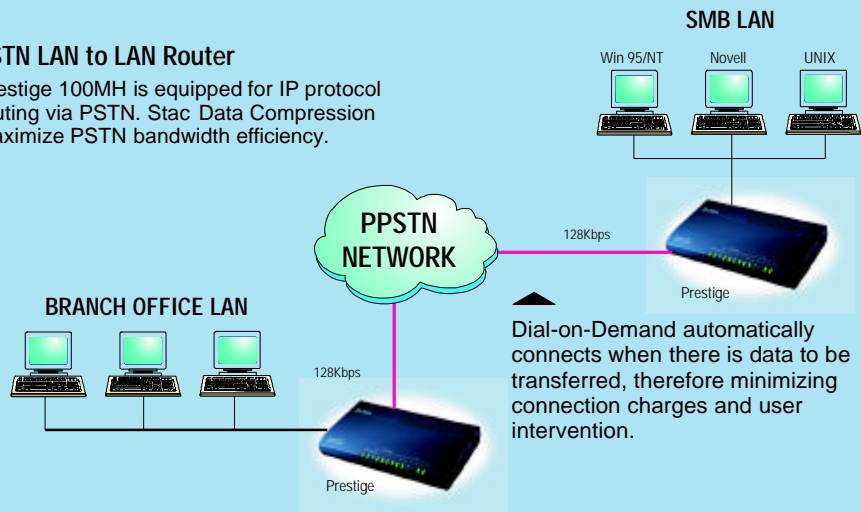 SMB LAN
STN LAN to LAN Router
estige 100MH is equipped for IP protocol
uting via PSTN. Stac Data Compression
aximize PSTN bandwidth efficiency.
Win 95/NT
Novell
UNIX
PPSTN
NETWORK
128Kbps
Prestige
BRANCH OFFICE LAN
Dial-on-Demand automatically
connects when there is data to be
transferred, therefore minimizing
connection charges and user
intervention.
128Kbps
Prestige